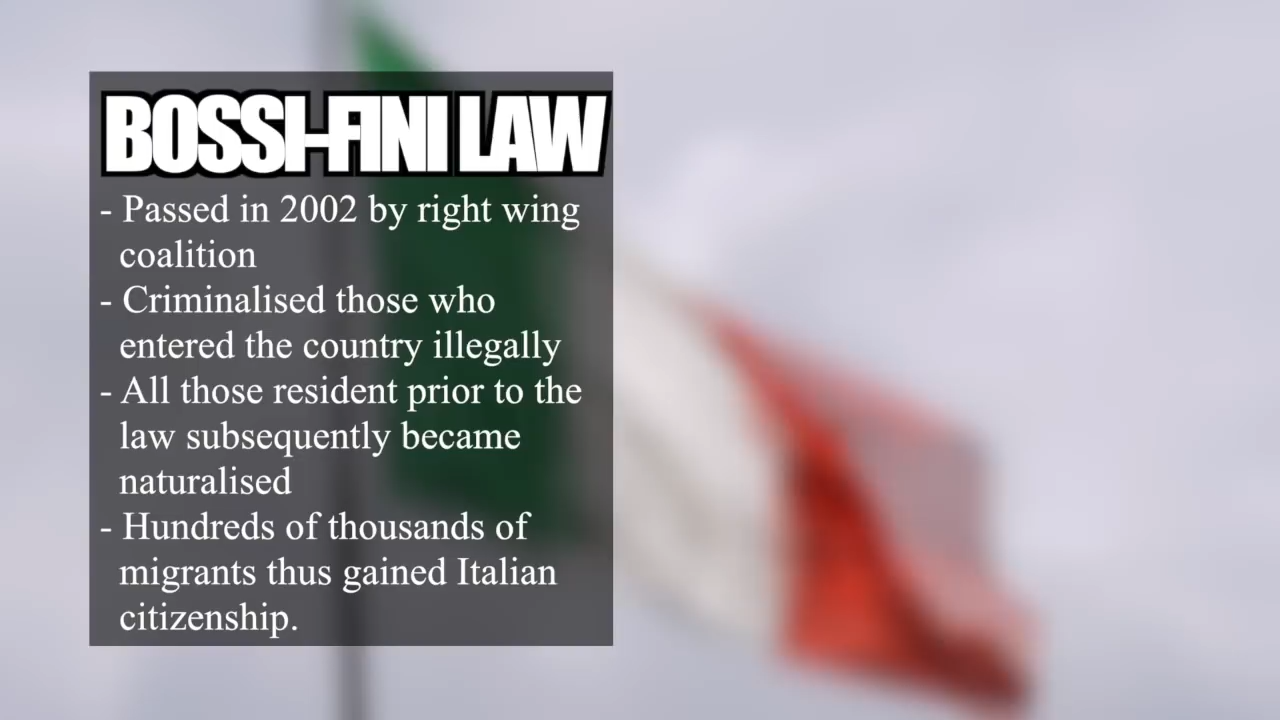 BOSSI-FINI LAW
- Passed in 2002 by right wing
coalition
- Criminalised those who
entered the country illegally
- All those resident prior to the
law subsequently became
naturalised
- Hundreds of thousands of
migrants thus gained Italian
citizenship.